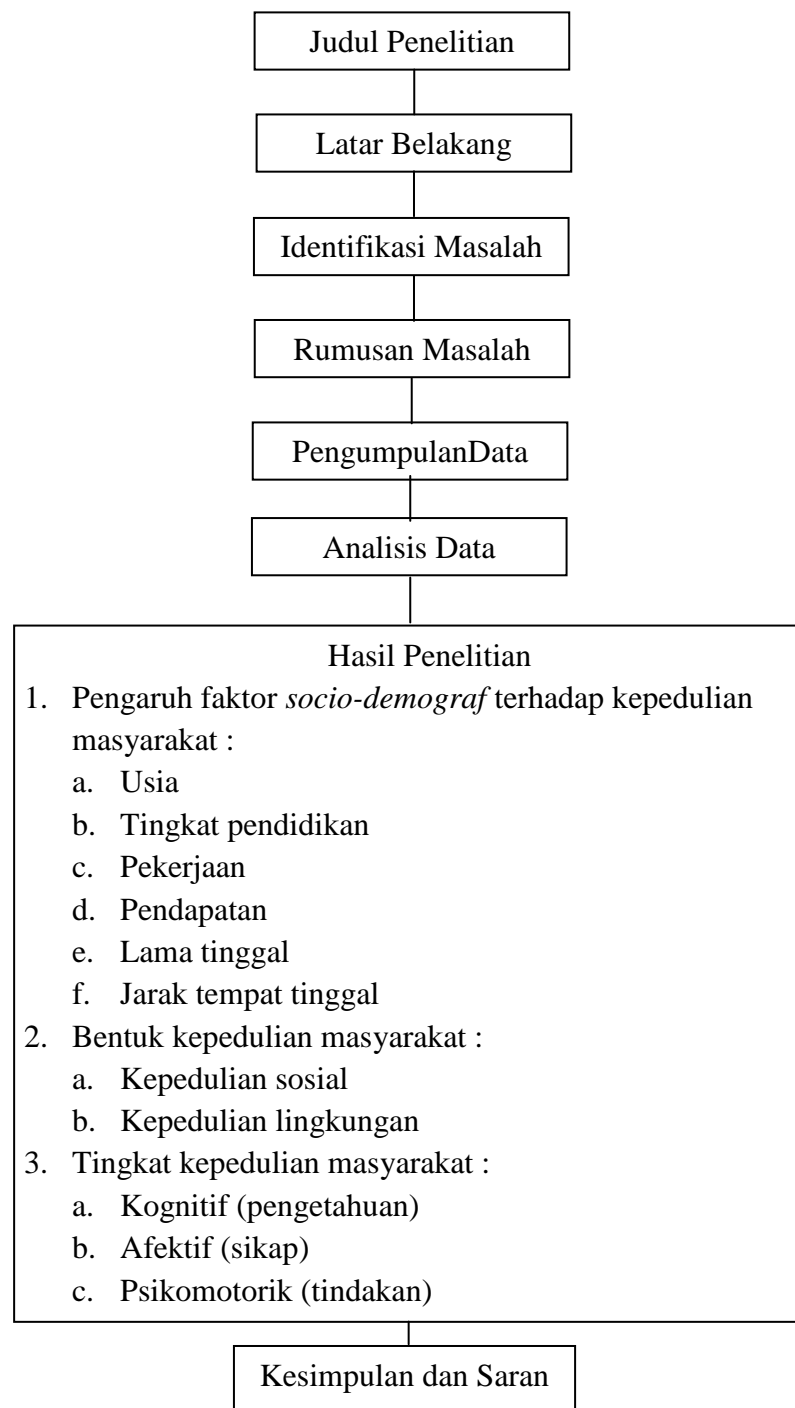 Judul Penelitian
Latar Belakang
Identifikasi Masalah
Rumusan Masalah
PengumpulanData
Analisis Data
Hasil Penelitian
1. Pengaruh faktor socio-demograf terhadap kepedulian
masyarakat :
a. Usia
b. Tingkat pendidikan
c. Pekerjaan
d. Pendapatan
e. Lama tinggal
f. Jarak tempat tinggal
2. Bentuk kepedulian masyarakat :
a. Kepedulian sosial
b. Kepedulian lingkungan
3. Tingkat kepedulian masyarakat :
a. Kognitif (pengetahuan)
b. Afektif (sikap)
c. Psikomotorik (tindakan)
Kesimpulan dan Saran